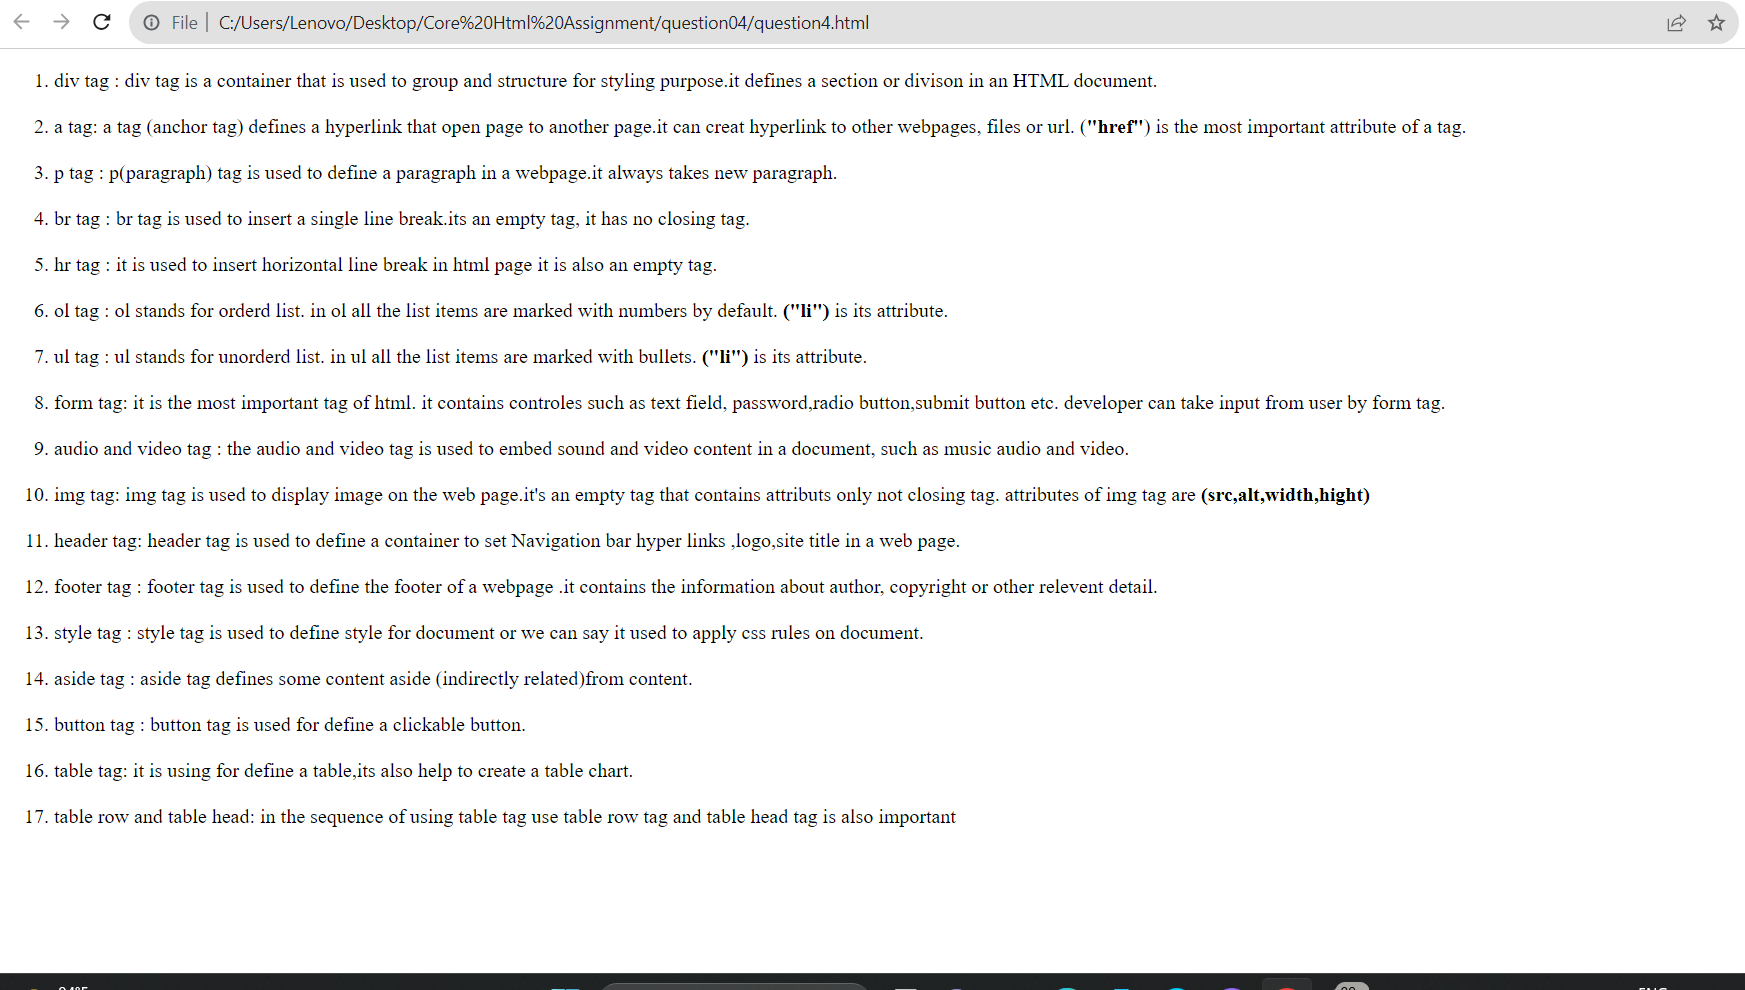 File | C:/Users/Lenovo/Desktop/Core%20Html%20Assignment/question04/question4.html
1. div tag : div tag is a container that is used to group and structure for styling purpose.it defines a section or divison in an HTML document.
2. a tag: a tag (anchor tag) defines a hyperlink that open page to another page.it can creat hyperlink to other webpages, files or url. ("href") is the most important attribute of a tag.
3. p tag : p(paragraph) tag is used to define a paragraph in a webpage.it always takes new paragraph.
4. br tag : br tag is used to insert a single line break.its an empty tag, it has no closing tag.
5. hr tag : it is used to insert horizontal line break in html page it is also an empty tag.
6. ol tag : ol stands for orderd list. in ol all the list items are marked with numbers by default. ("li") is its attribute.
7. ul tag : ul stands for unorderd list. in ul all the list items are marked with bullets. ("li") is its attribute.
8. form tag: it is the most important tag of html. it contains controles such as text field, password,radio button,submit button etc. developer can take input from user by form tag.
9. audio and video tag : the audio and video tag is used to embed sound and video content in a document, such as music audio and video.
10. img tag: img tag is used to display image on the web page.it's an empty tag that contains attributs only not closing tag. attributes of img tag are (src,alt,width,hight)
11. header tag: header tag is used to define a container to set Navigation bar hyper links ,logo,site title in a web page.
12. footer tag : footer tag is used to define the footer of a webpage .it contains the information about author, copyright or other relevent detail.
13. style tag : style tag is used to define style for document or we can say it used to apply css rules on document.
14. aside tag : aside tag defines some content aside (indirectly related)from content.
15. button tag : button tag is used for define a clickable button.
16. table tag: it is using for define a table,its also help to create a table chart.
17. table row and table head: in the sequence of using table tag use table row tag and table head tag is also important